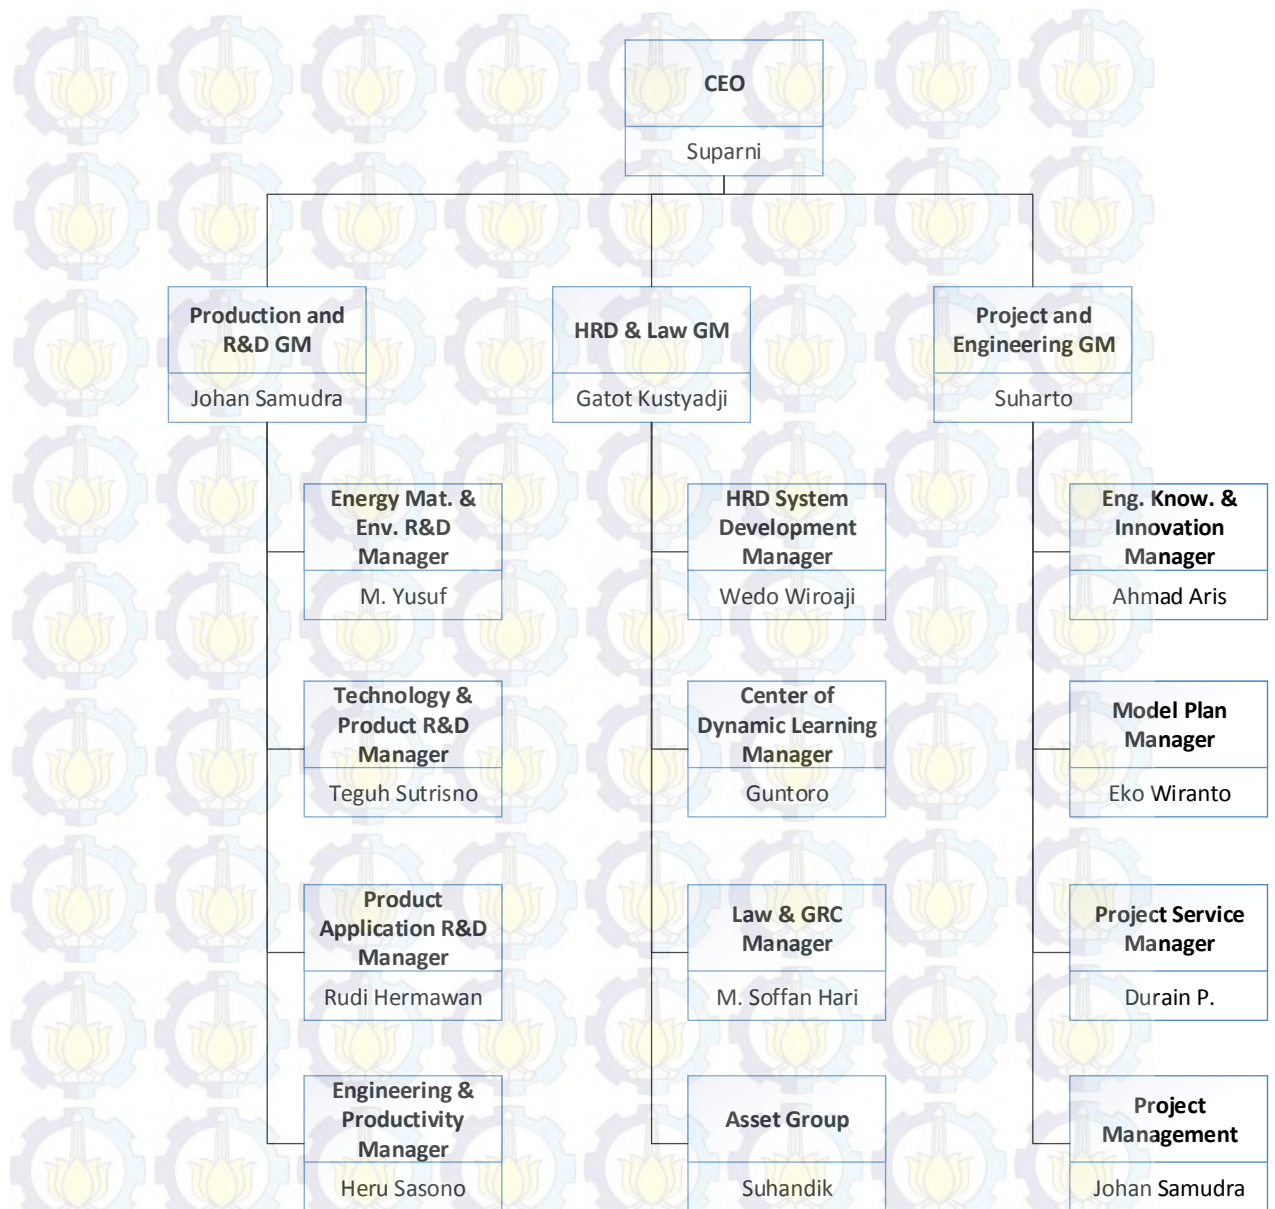 CEO
Suparni
Production and
R&D GM
Johan Samudra
HRD & Law GM
Gatot Kustyadji
Project and
Engineering GM
Suharto
Energy Mat. &
Env. R&D
Manager
M. Yusuf
HRD System
Development
Manager
Wedo Wiroaji
Eng. Know. &
Innovation
Manager
Ahmad Aris
Technology &
Product R&D
Manager
Teguh Sutrisno
Center of
Dynamic Learning
Manager
Guntoro
Model Plan
Manager
Eko Wiranto
Product
Application R&D
Manager
Rudi Hermawan
Law & GRC
Manager
M. Soffan Hari
Project Service
Manager
Durain P.
Engineering &
Productivity
Manager
Heru Sasono
Asset Group
Suhandik
Project
Management
Johan Samudra